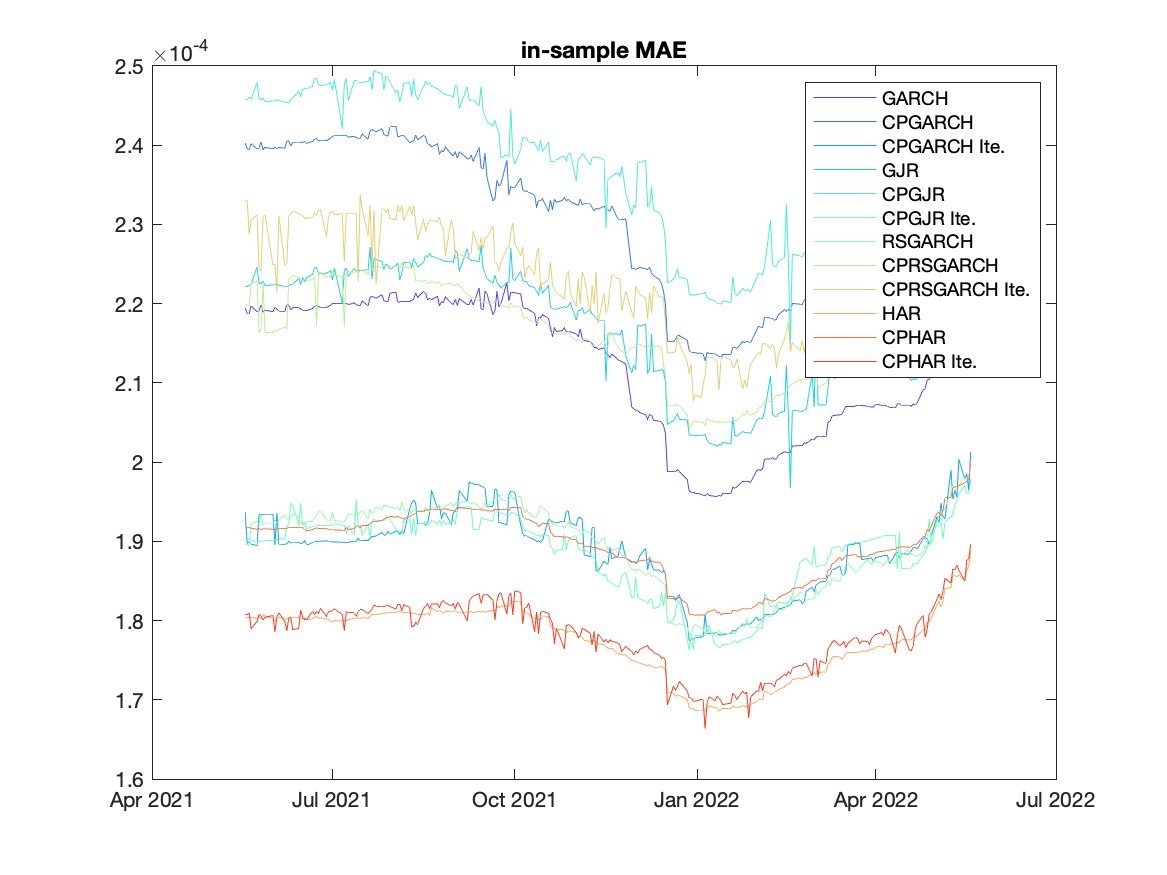 in-sample MAE
×10-4
2.5
2.4
2.3
2.2
2.1
2
1.9
1.8
1.7
1.6
Apr 2021
Jul 2021
Oct 2021
Jan 2022
Apr 2022
Jul 2022
GARCH
CPGARCH
CPGARCH Ite.
GJR
CPGJR
CPGJR Ite.
RSGARCH
CPRSGARCH
CPRSGARCH Ite.
HAR
CPHAR
CPHAR Ite.